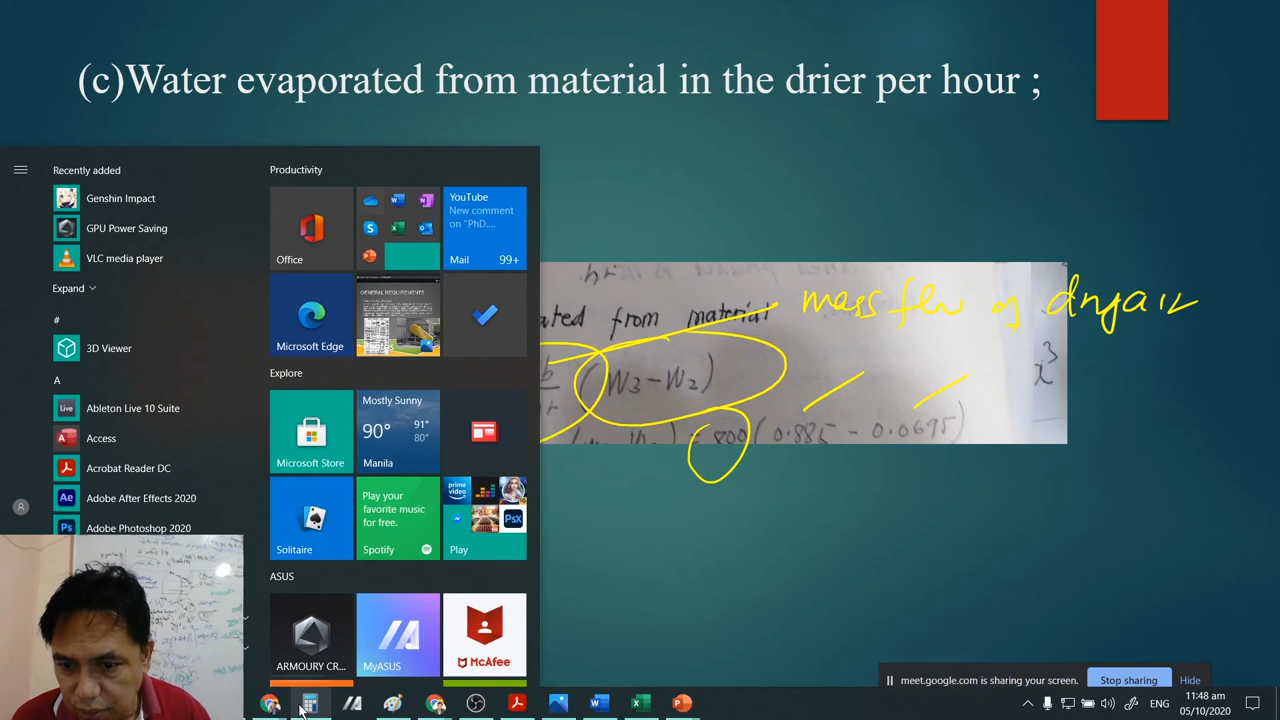 (c)Water evaporated from material in the drier per hour ;
Recently added
Genshin Impact
GPU Power Saving
VLC media player
Expand
#
3D Viewer
A
Ableton Live 10 Suite
Access
Acrobat Reader DC
Adobe After Effects 2020
Adobe Photoshop 2020
Productivity
Office
YouTube
New comment
on "PhD....
Mail 99+
Microsoft Edge
GENERAL REQUIREMENTS
Explore
Microsoft Store
Mostly Sunny
90° 91°
80°
Manila
Solitaire
Play your
favorite music
for free.
Spotify
prime video
PsX
Play
ASUS
ARMOURY CR...
MyASUS
McAfee
ated from material mass flow of dry air
(W3-W2)
800(0.885 - 0.0695)
meet.google.com is sharing your screen. Stop sharing Hide
ENG
11:48 am
05/10/2020